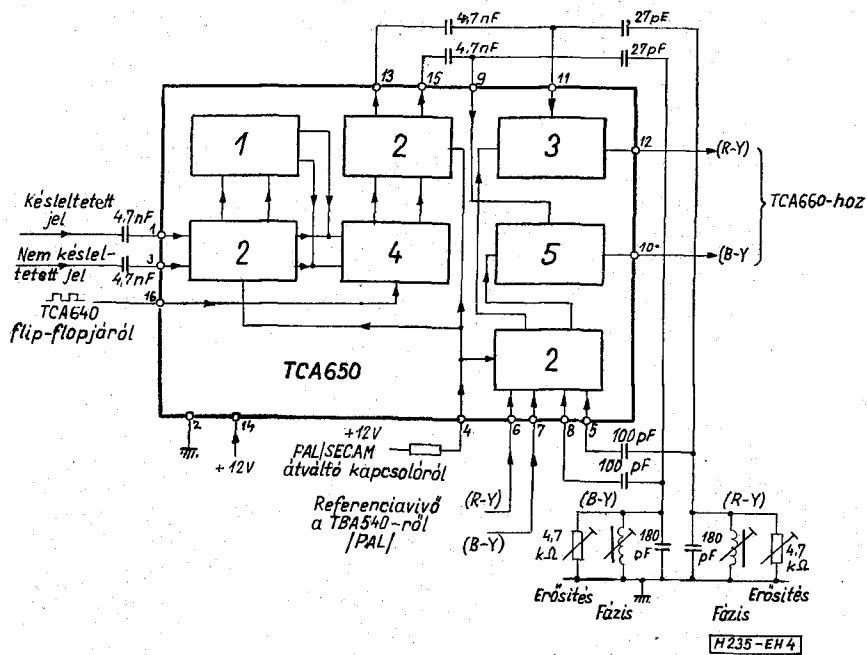 4,7nF
27pF
4,7nF
27pF
13
15
9
11
1
2
3
12
(R-Y)
TCA660-hoz
Késleltetett
jel
4,7nF
1
2
4
5
10
(B-Y
Nem késlel-
tetett jel
3
4,7nF
16
TCA640
flip-flopjáról
2
TCA650
2
14
+12V
4
6
7
8
5
+12V
PAL/SECAM
átváltó kapcsolóról
100pF
100 pF
Referenciavivő
a TBA540-ről
/PAL/
(R-Y)
(B-Y)
(B-Y)
(R-Y)
4,7
kΩ
180
pF
180
pF
4,7
kΩ
Erősítés
Fázis
Fázis
Erősítés
H235-EH4